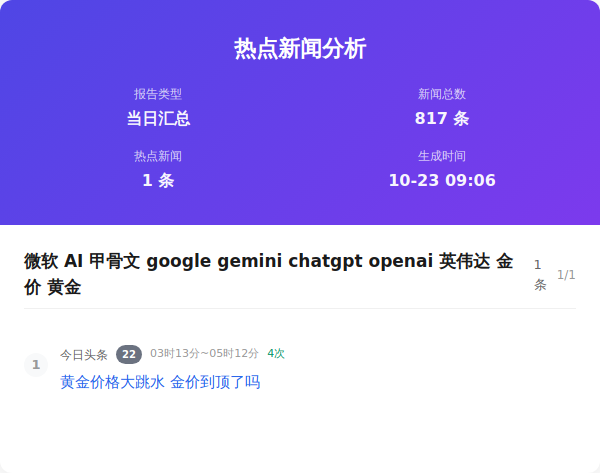 热点新闻分析
报告类型
新闻总数
当日汇总
817 条
热点新闻
生成时间
1 条
10-23 09:06
微软 AI 甲骨文 google gemini chatgpt openai 英伟达 金
价 黄金
1
条
1/1
1
今日头条 22 03时13分~05时12分 4次
黄金价格大跳水 金价到顶了吗